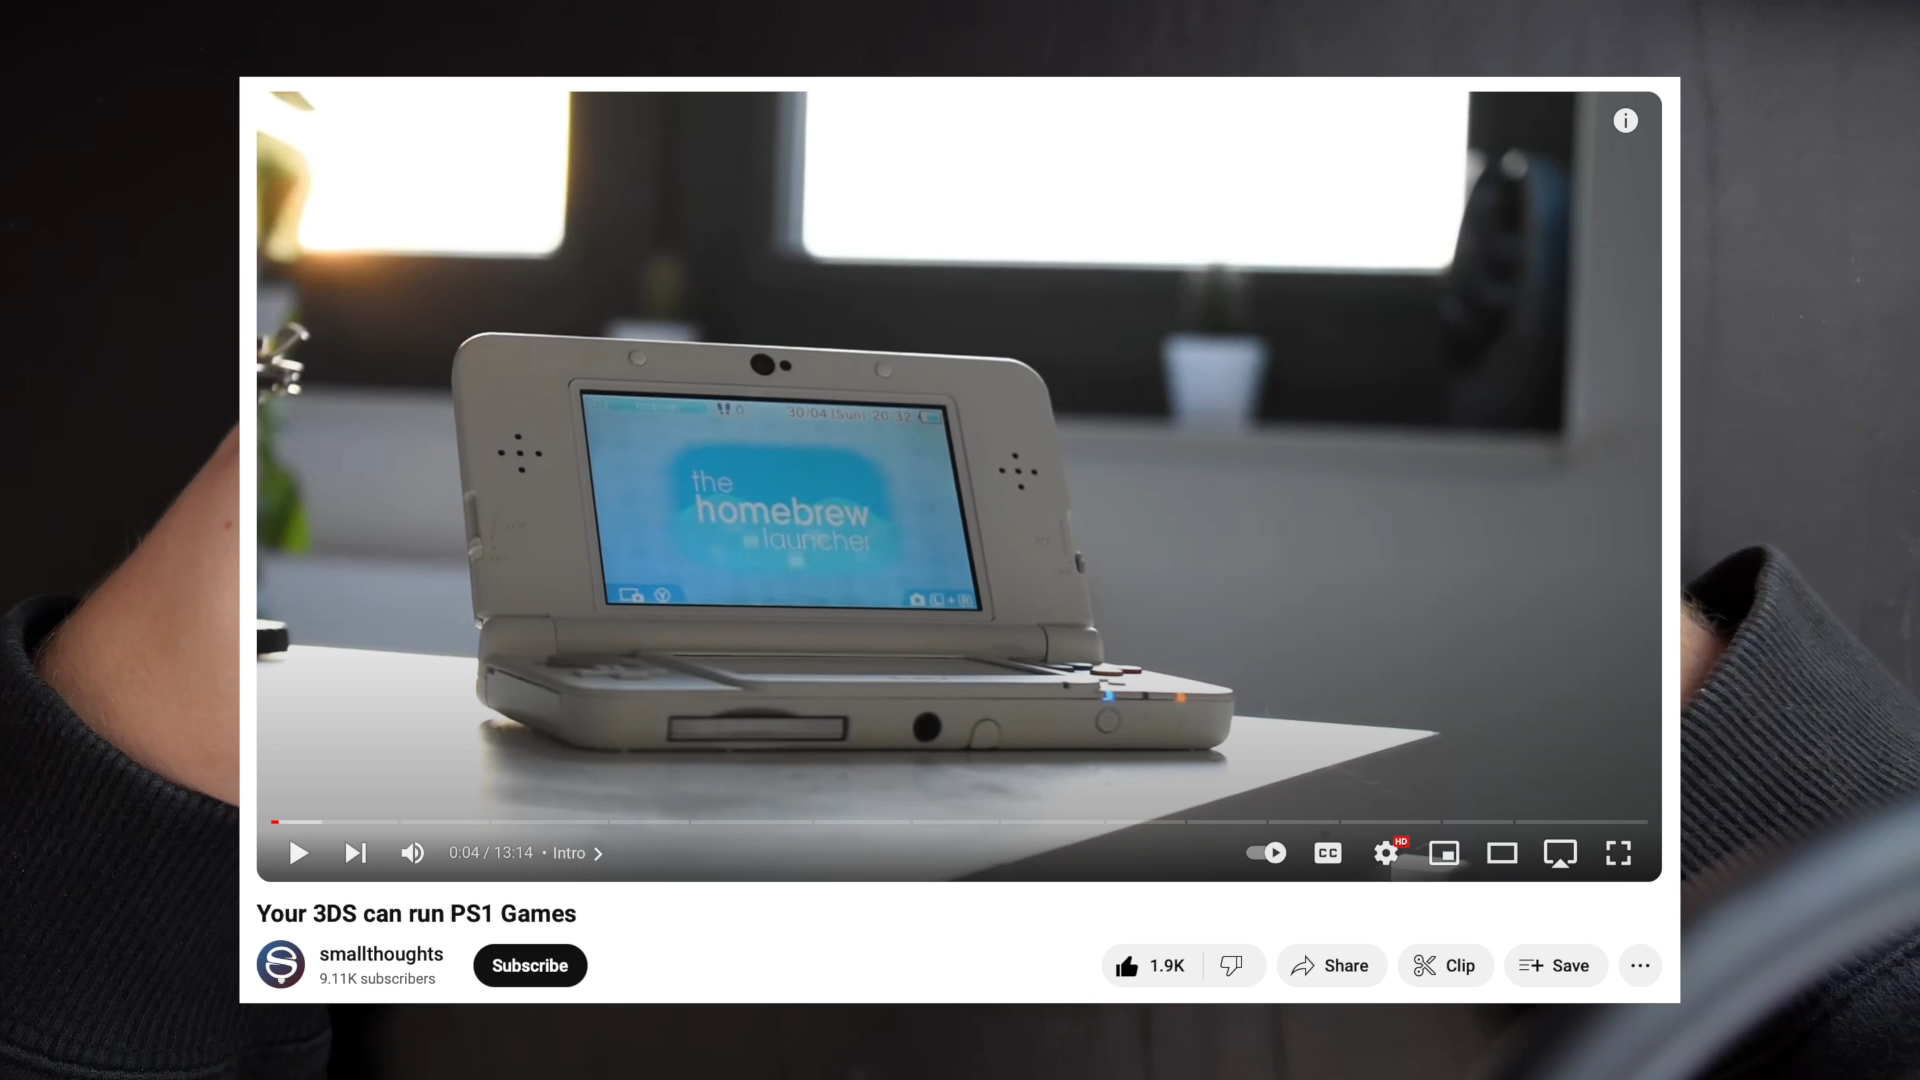 30/04 (Sun) 20:32
the
homebrew
launcher
L + R
0:04 / 13:14 • Intro
CC
HD
Your 3DS can run PS1 Games
smallthoughts
9.11K subscribers
Subscribe
1.9K
Share
Clip
Save